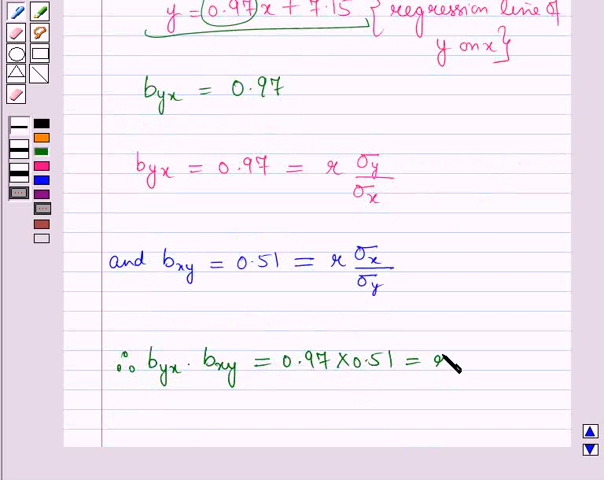 y = 0.97 x + 7.15 { regression line of
y on x}
byx = 0.97
byx = 0.97 = r σy/σx
and bxy = 0.51 = r σx/σy
∴ byx · bxy = 0.97 × 0.51 = r